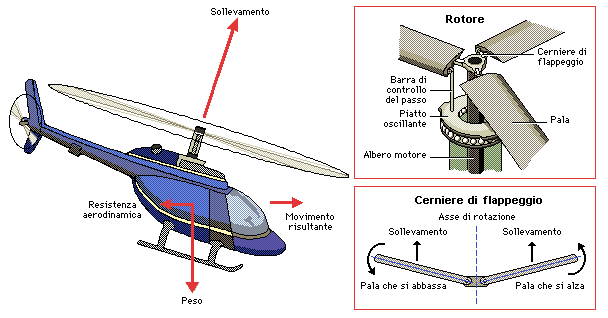 Sollevamento
Resistenza
aerodinamica
Movimento
risultante
Peso
Rotore
Cerniere di
flappeggio
Barra di
controllo
del passo
Piatto
oscillante
Pala
Albero motore
Cerniere di flappeggio
Asse di rotazione
Sollevamento
Sollevamento
Pala che si abbassa
Pala che si alza